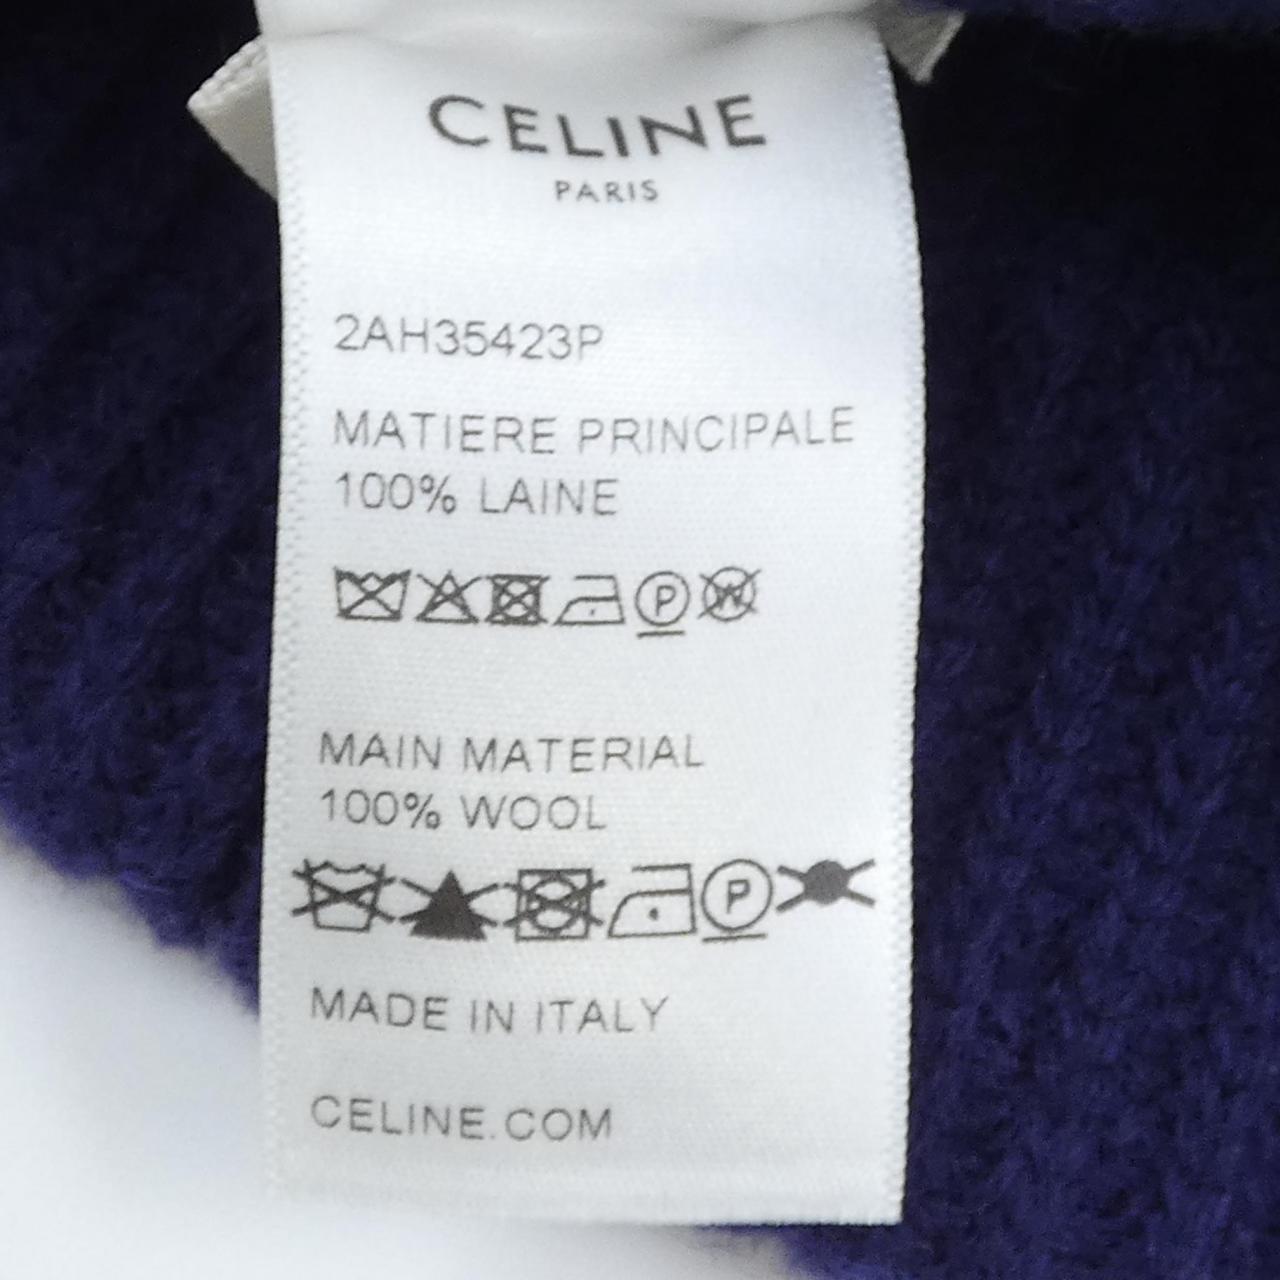 CELINE
PARIS
2AH35423P
MATIERE PRINCIPALE
100% LAINE
P W
MAIN MATERIAL
100% WOOL
P
MADE IN ITALY
CELINE.COM